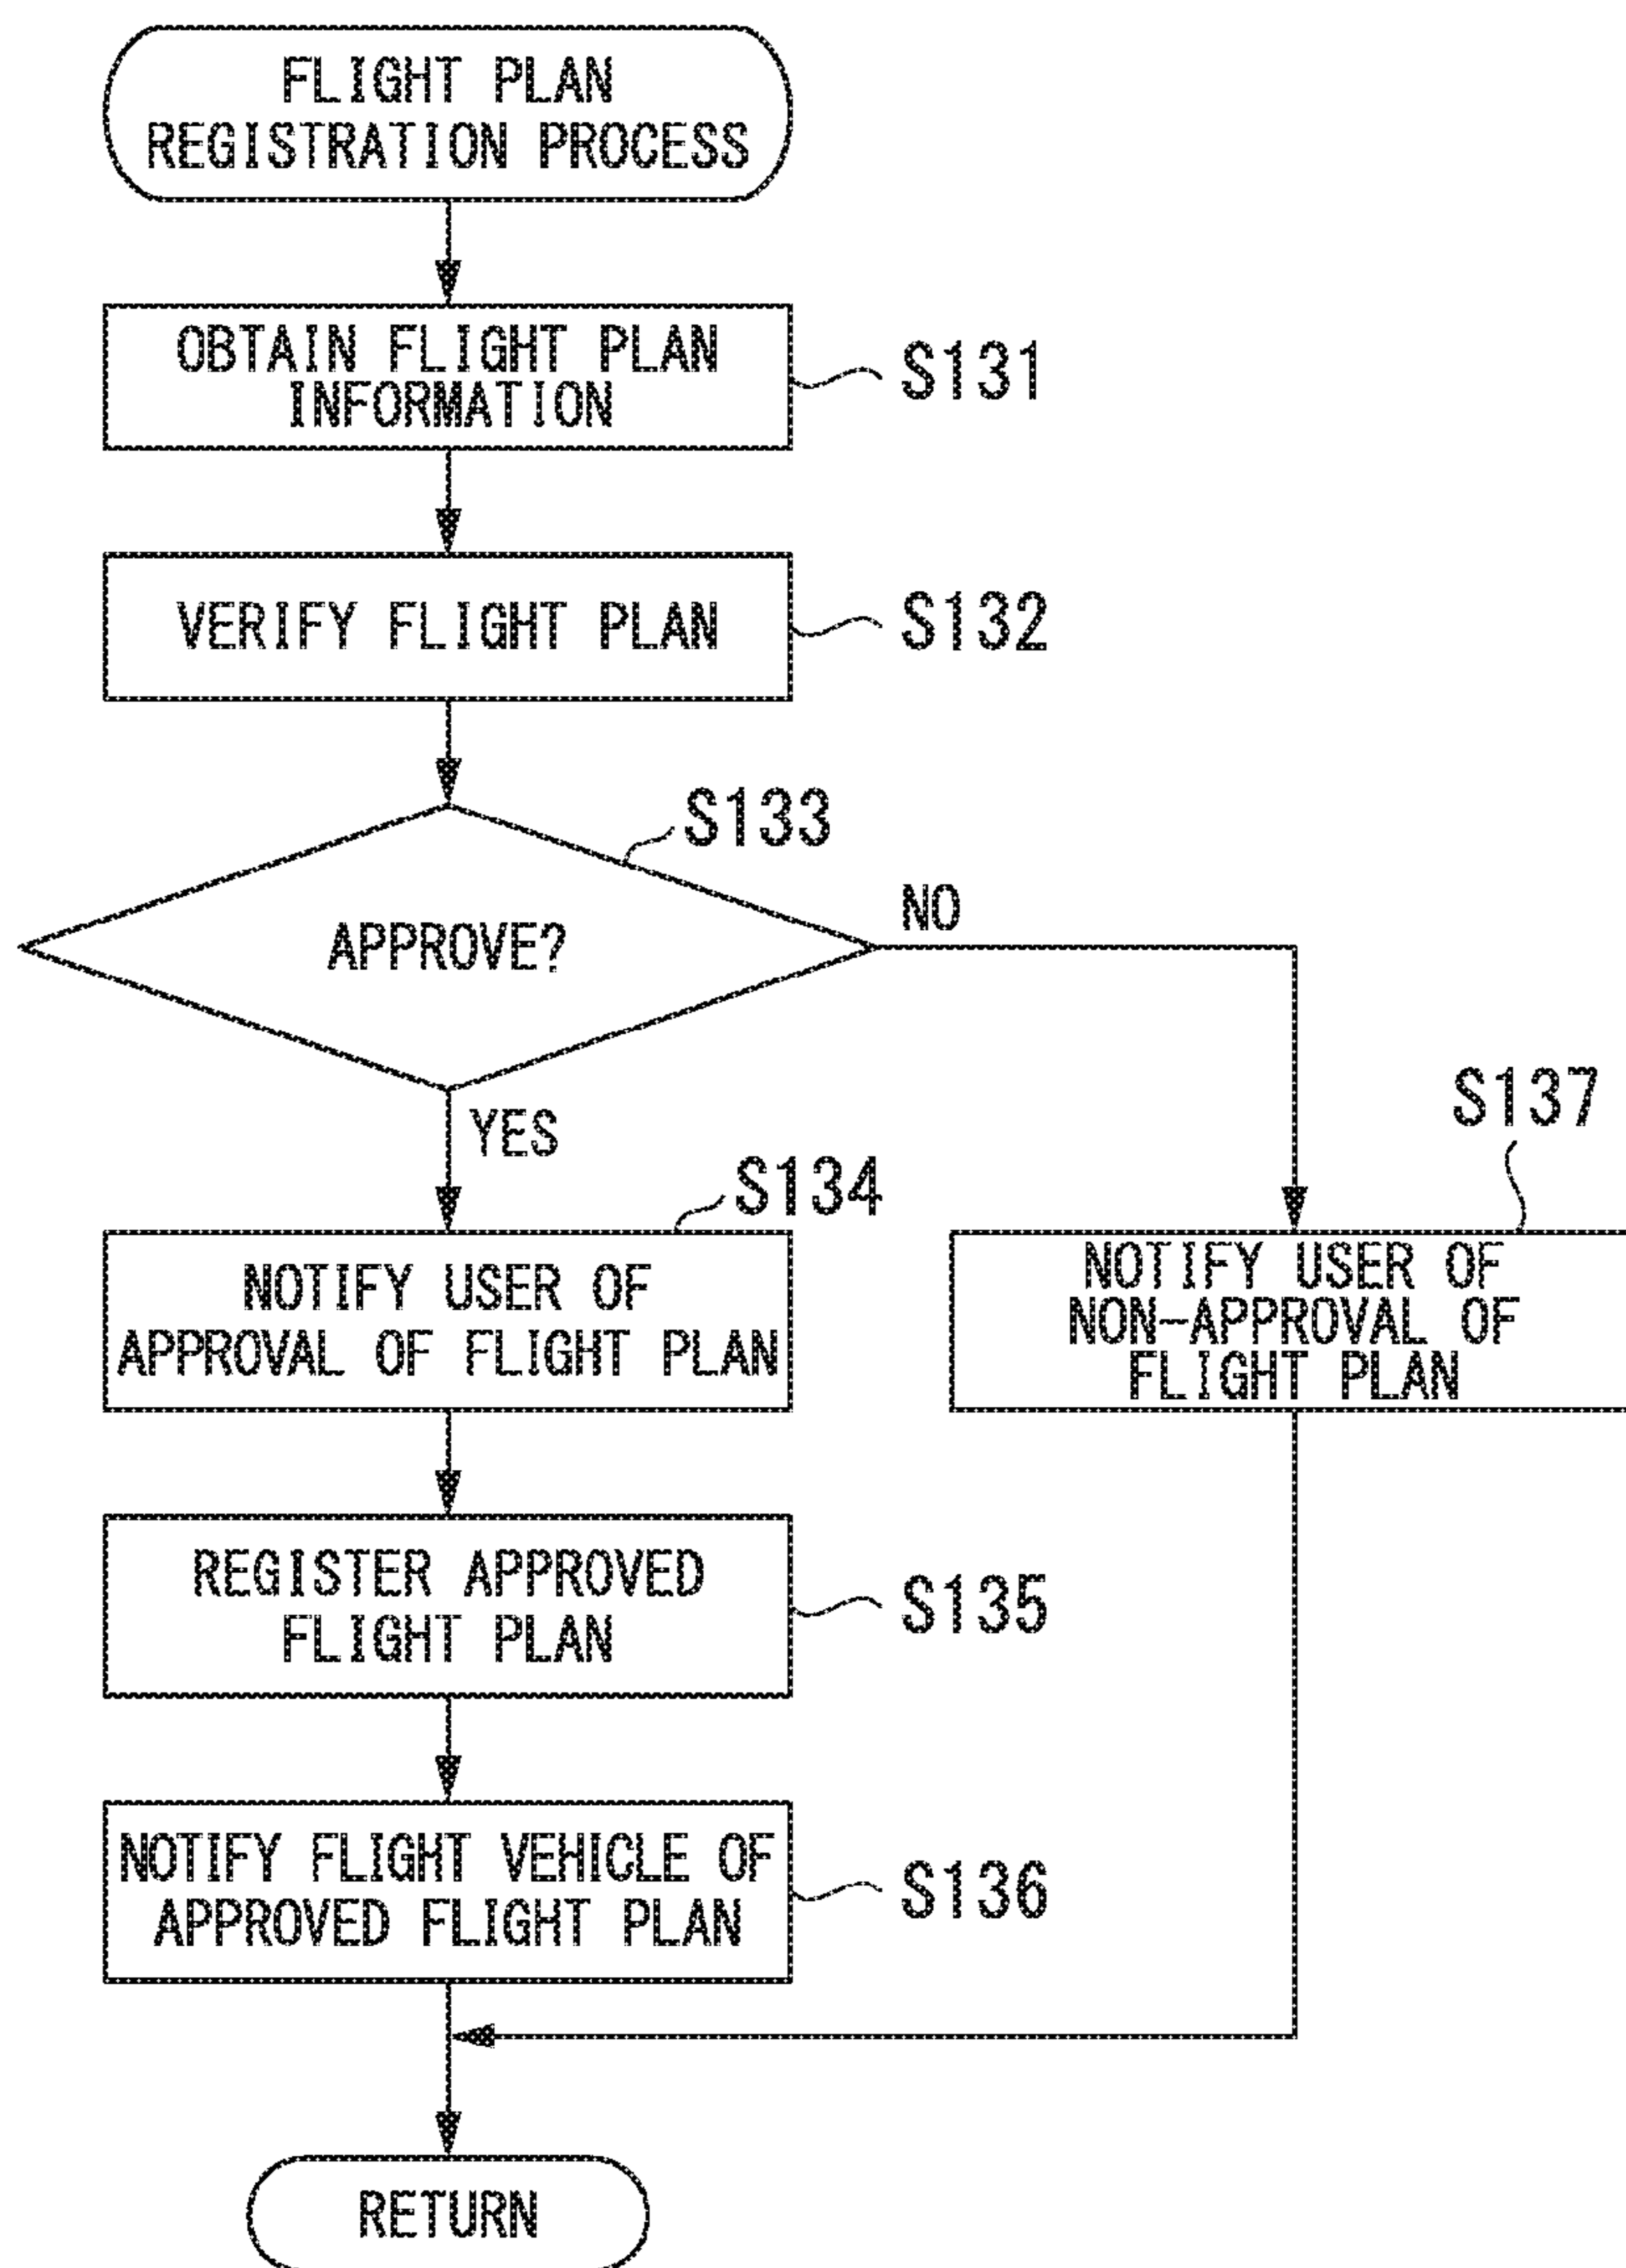 FLIGHT PLAN
REGISTRATION PROCESS
OBTAIN FLIGHT PLAN
INFORMATION
S131
VERIFY FLIGHT PLAN
S132
S133
APPROVE?
NO
YES
S134
NOTIFY USER OF
APPROVAL OF FLIGHT PLAN
S137
NOTIFY USER OF
NON-APPROVAL OF
FLIGHT PLAN
REGISTER APPROVED
FLIGHT PLAN
S135
NOTIFY FLIGHT VEHICLE OF
APPROVED FLIGHT PLAN
S136
RETURN